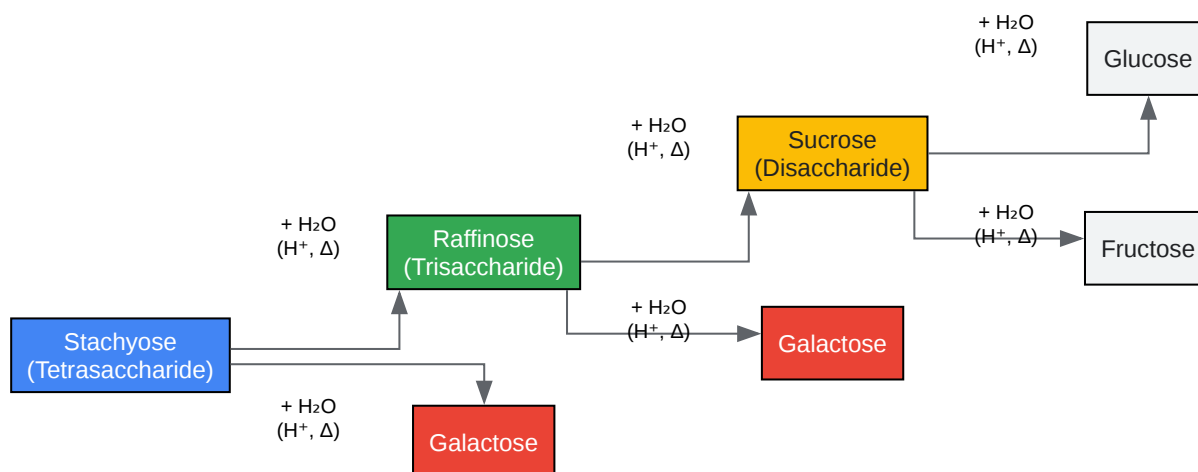 + H₂O
(H⁺, Δ)
Glucose
+ H₂O
(H⁺, Δ)
Sucrose
(Disaccharide)
+ H₂O
(H⁺, Δ)
Fructose
+ H₂O
(H⁺, Δ)
Raffinose
(Trisaccharide)
+ H₂O
(H⁺, Δ)
Galactose
Stachyose
(Tetrasaccharide)
+ H₂O
(H⁺, Δ)
Galactose